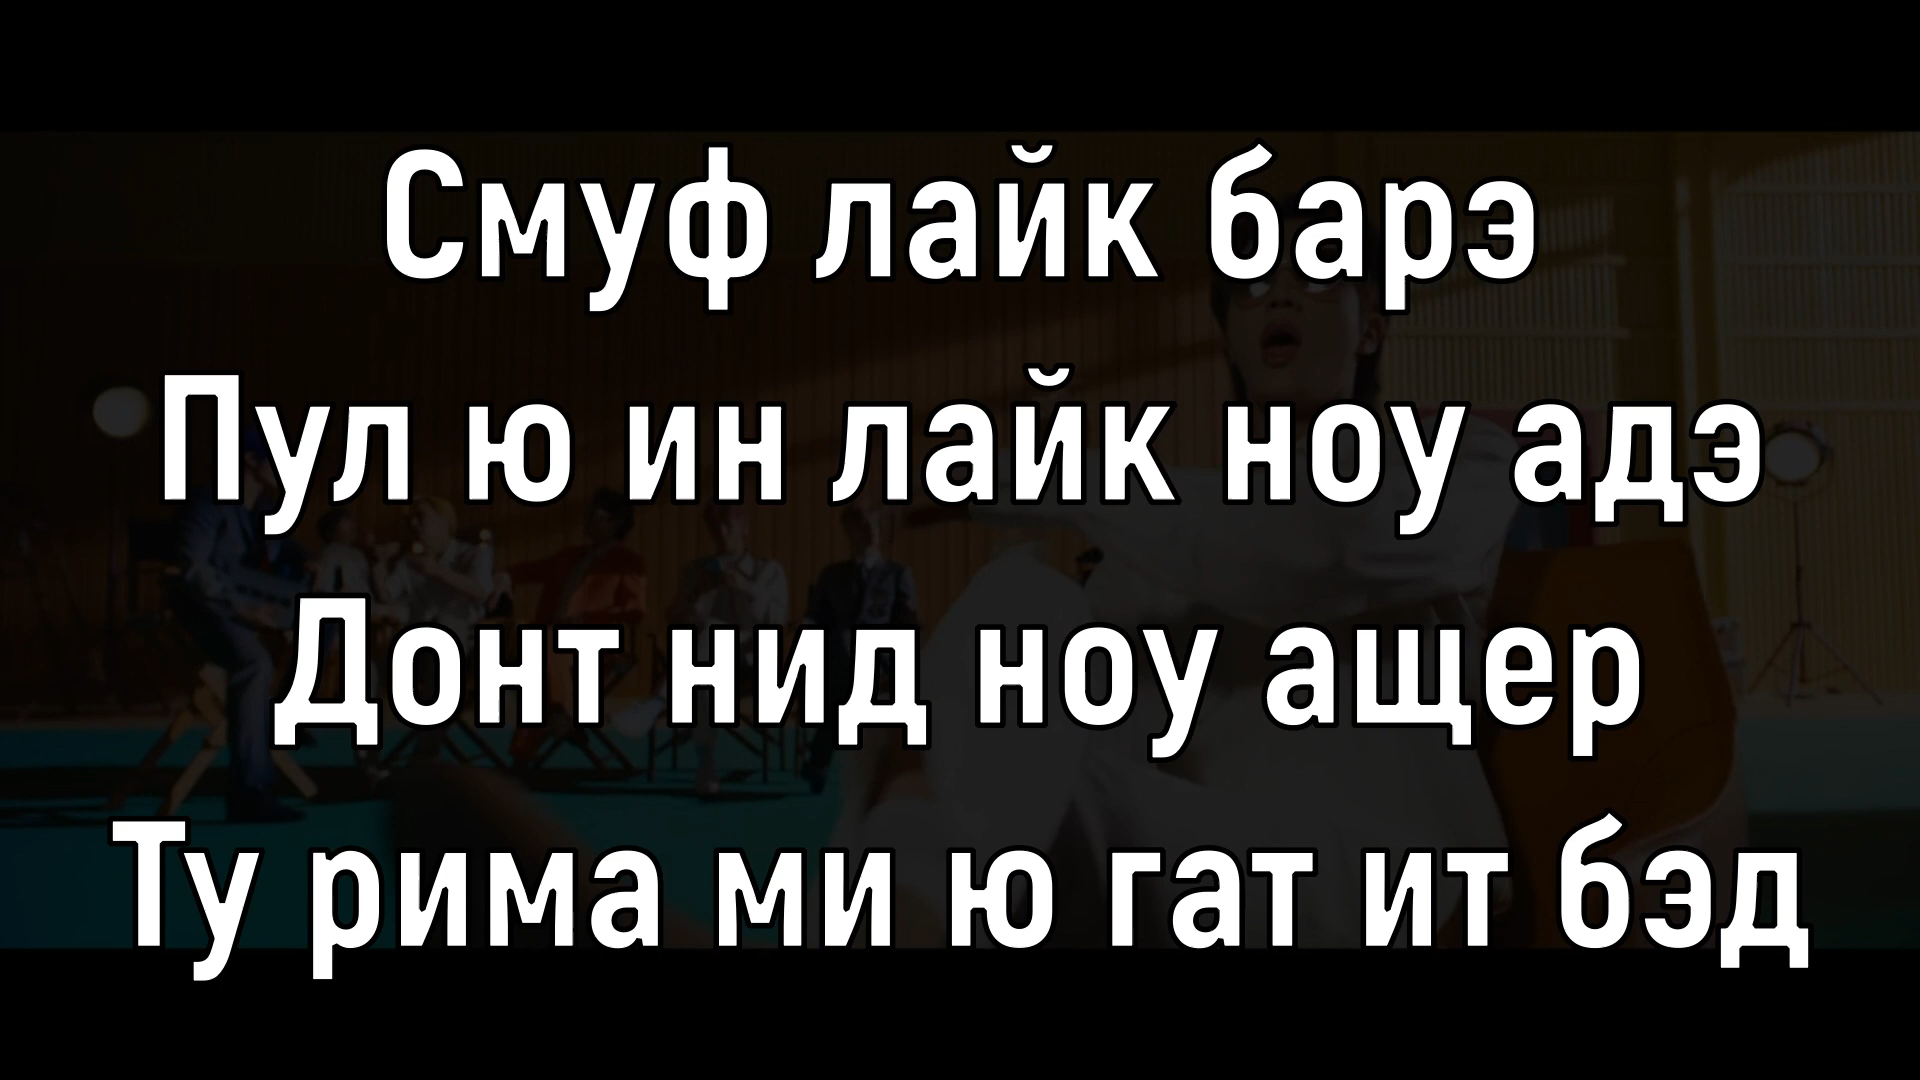 Смуф лайк барэ
Пул ю ин лайк ноу адэ
Донт нид ноу ащер
Ту рима ми ю гат ит бэд